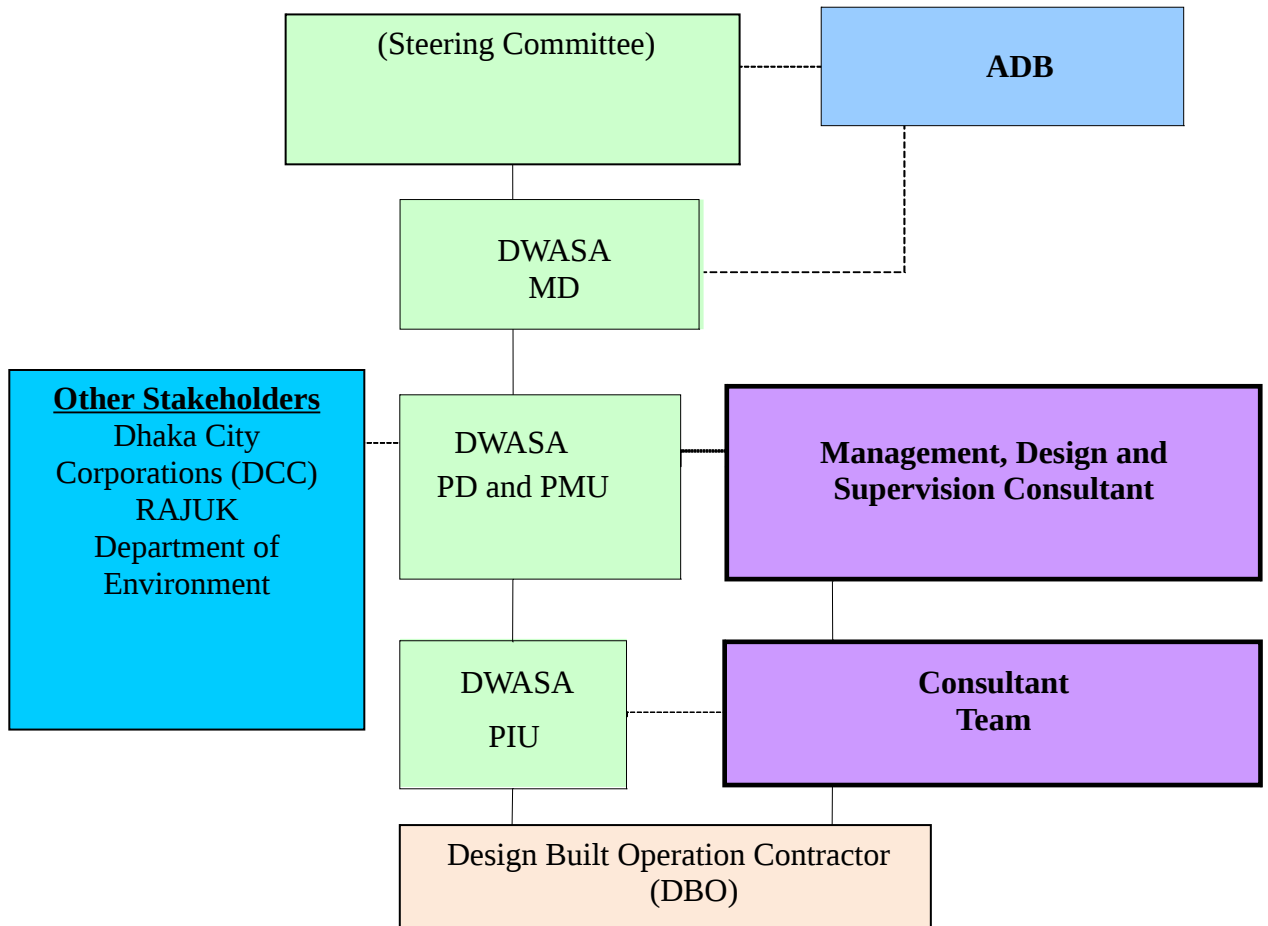 (Steering Committee)
ADB
DWASA
MD
Other Stakeholders
Dhaka City
Corporations (DCC)
RAJUK
Department of
Environment
DWASA
PD and PMU
Management, Design and
Supervision Consultant
DWASA
PIU
Consultant
Team
Design Built Operation Contractor
(DBO)